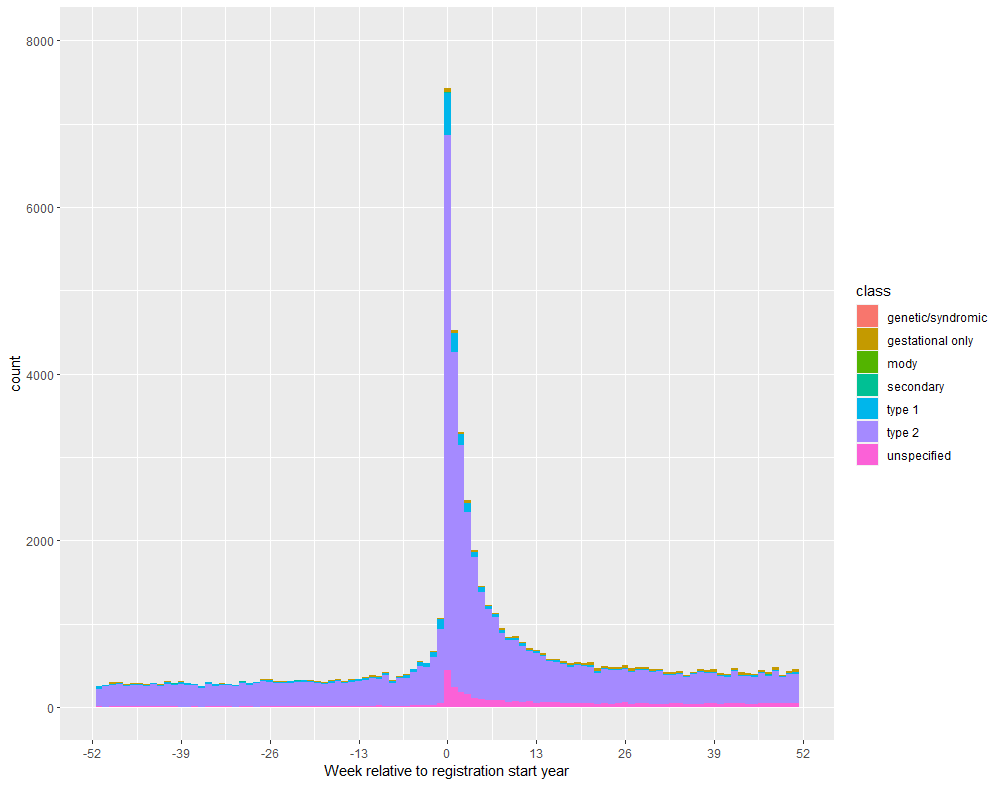 8000
6000
4000
2000
0
count
-52 -39 -26 -13 0 13 26 39 52
Week relative to registration start year
class
genetic/syndromic
gestational only
mody
secondary
type 1
type 2
unspecified